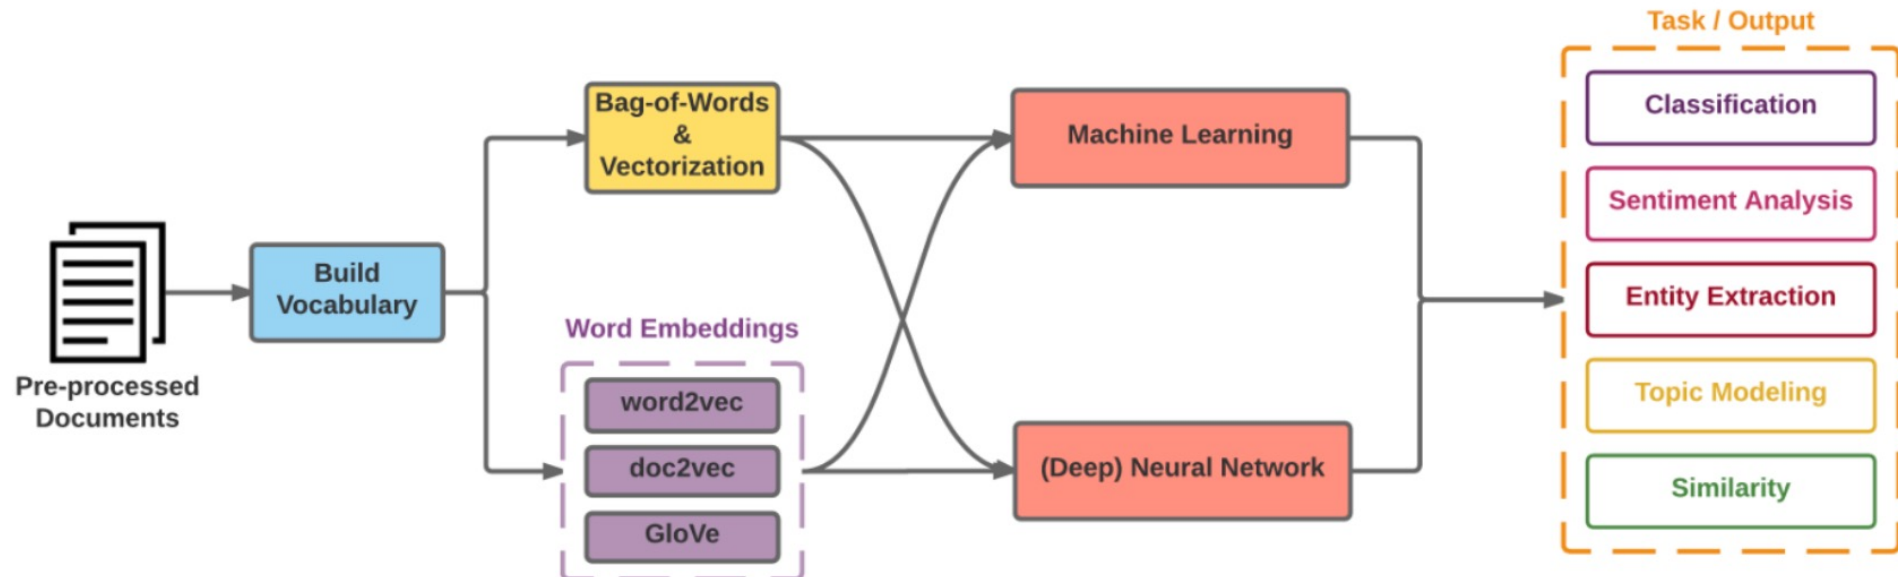 Pre-processed
Documents
Build
Vocabulary
Bag-of-Words
&
Vectorization
Word Embeddings
word2vec
doc2vec
GloVe
Machine Learning
(Deep) Neural Network
Task / Output
Classification
Sentiment Analysis
Entity Extraction
Topic Modeling
Similarity